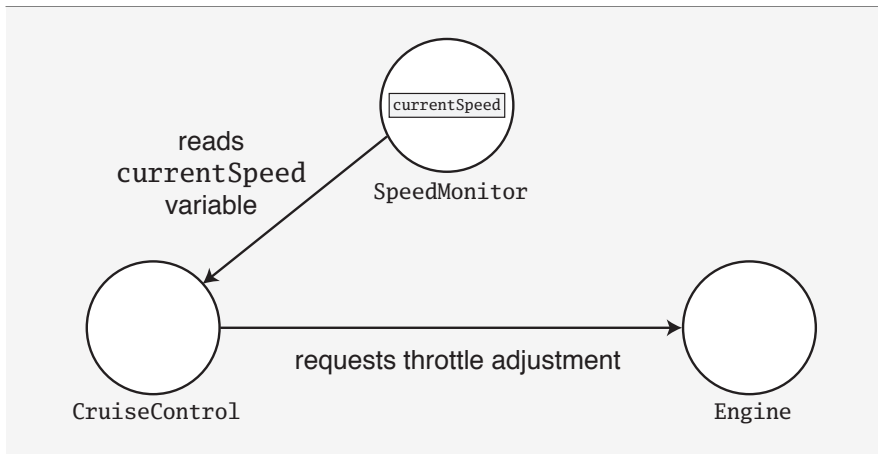 currentSpeed
SpeedMonitor
reads
currentSpeed
variable
requests throttle adjustment
CruiseControl
Engine